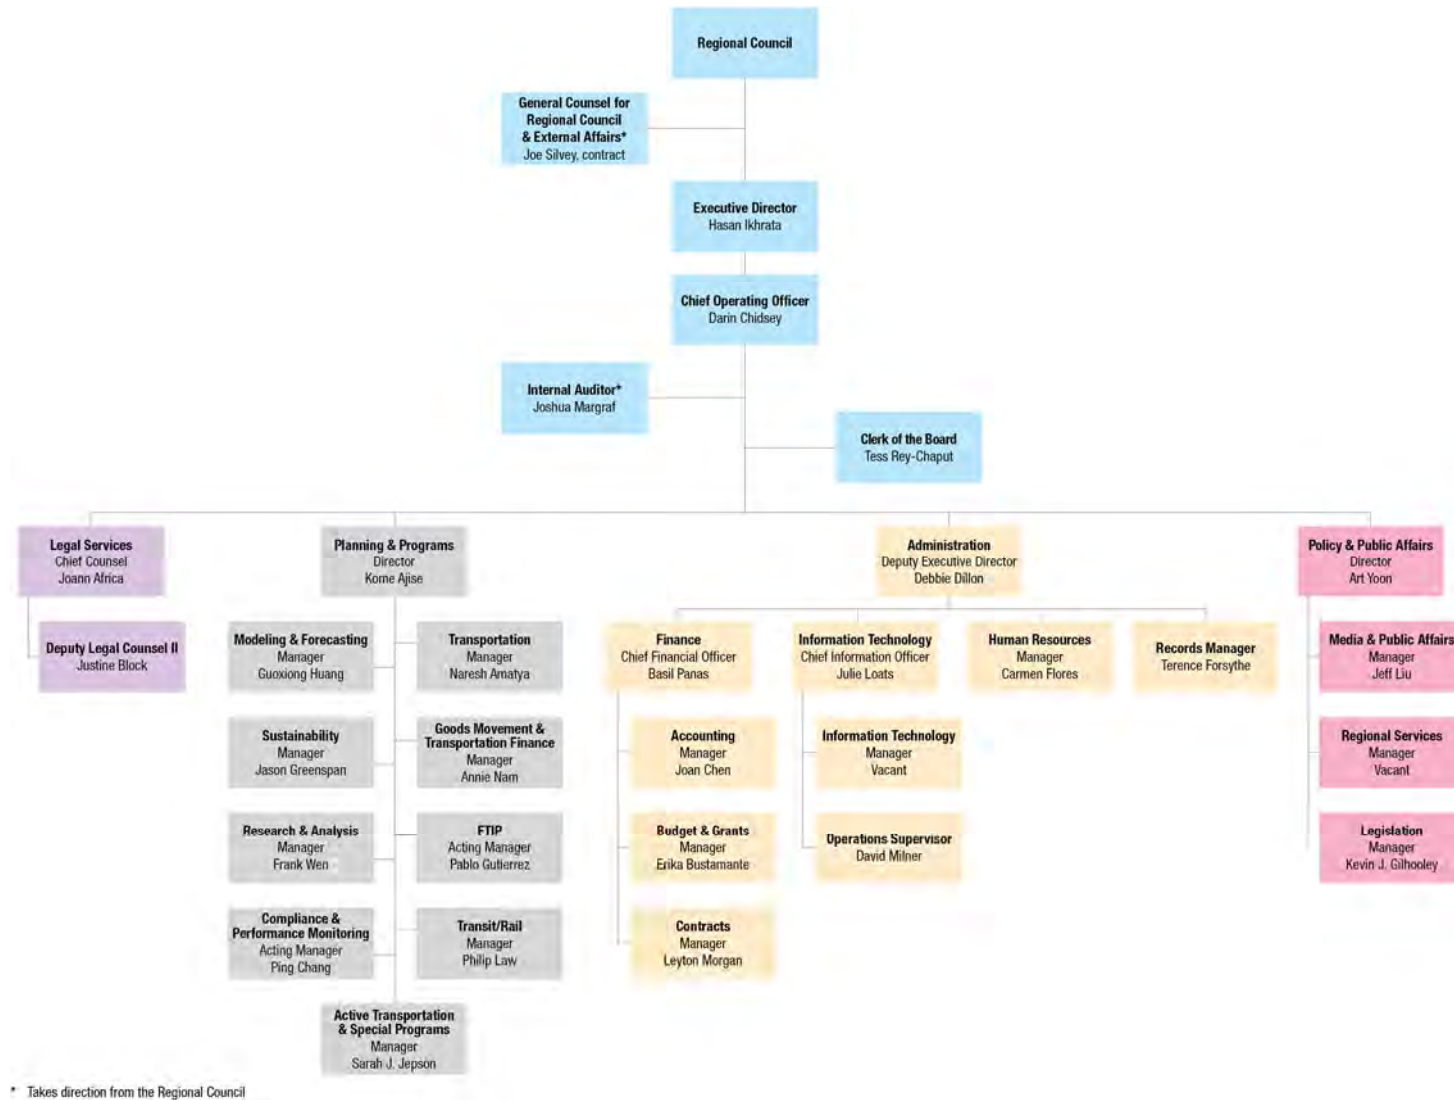 Regional Council
General Counsel for
Regional Council
& External Affairs*
Joe Silvey, contract
Executive Director
Hasan Ikhrata
Chief Operating Officer
Darin Chidsey
Internal Auditor*
Joshua Margraf
Clerk of the Board
Tess Rey-Chaput
Legal Services
Chief Counsel
Joann Africa
Deputy Legal Counsel II
Justine Block
Planning & Programs
Director
Kome Ajise
Modeling & Forecasting
Manager
Guoxiong Huang
Transportation
Manager
Naresh Amatya
Sustainability
Manager
Jason Greenspan
Goods Movement &
Transportation Finance
Manager
Annie Nam
Research & Analysis
Manager
Frank Wen
FTIP
Acting Manager
Pablo Gutierrez
Compliance &
Performance Monitoring
Acting Manager
Ping Chang
Transit/Rail
Manager
Philip Law
Active Transportation
& Special Programs
Manager
Sarah J. Jepson
Administration
Deputy Executive Director
Debbie Dillon
Finance
Chief Financial Officer
Basil Panas
Accounting
Manager
Joan Chen
Budget & Grants
Manager
Erika Bustamante
Contracts
Manager
Leyton Morgan
Information Technology
Chief Information Officer
Julie Loats
Information Technology
Manager
Vacant
Operations Supervisor
David Milner
Human Resources
Manager
Carmen Flores
Records Manager
Terence Forsythe
Policy & Public Affairs
Director
Art Yoon
Media & Public Affairs
Manager
Jeff Liu
Regional Services
Manager
Vacant
Legislation
Manager
Kevin J. Gilhooley
* Takes direction from the Regional Council